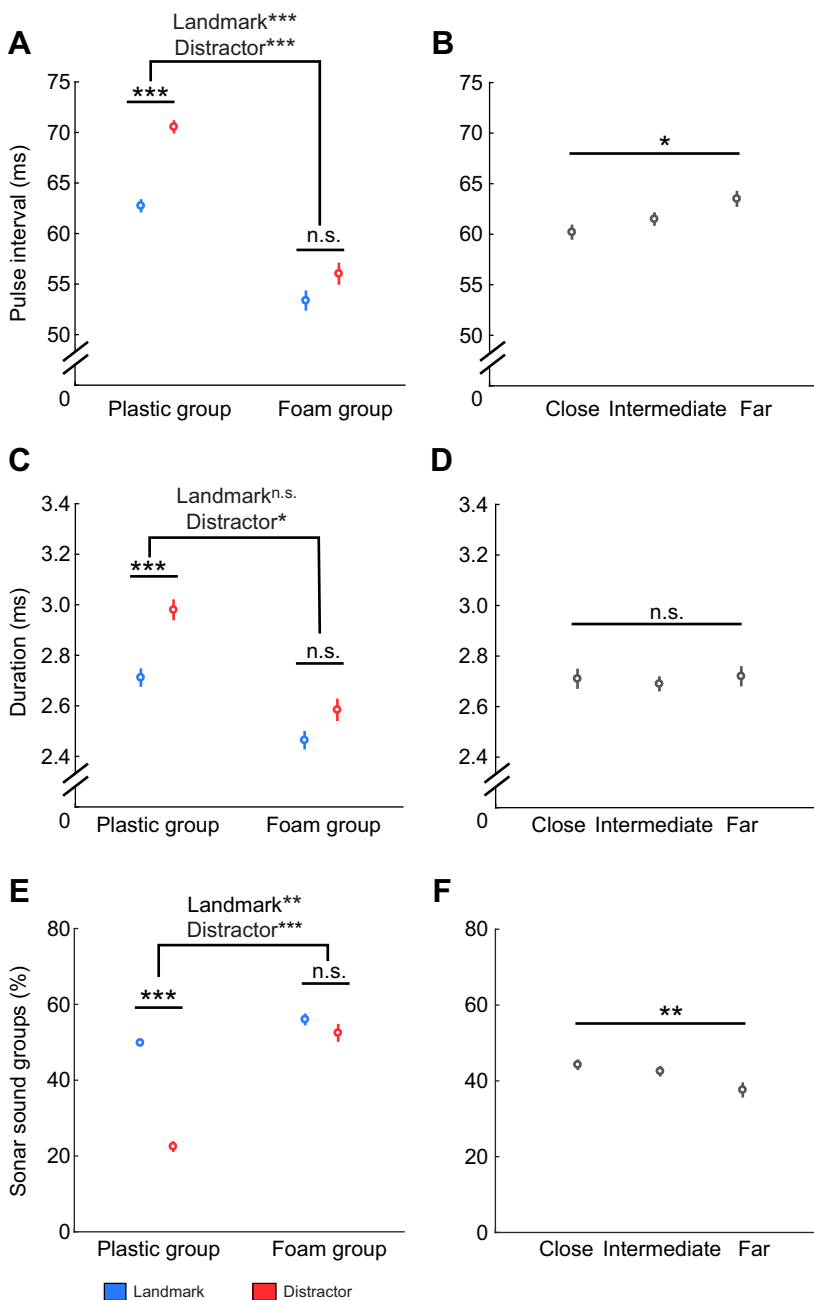 A
Landmark***
Distractor***
Pulse interval (ms)
75
70
65
60
55
50
0
***
n.s.
Plastic group
Foam group
B
75
70
65
60
55
50
0
*
Close Intermediate Far
C
Landmarkn.s.
Distractor*
Duration (ms)
3.4
3.2
3.0
2.8
2.6
2.4
0
***
n.s.
Plastic group
Foam group
D
3.4
3.2
3.0
2.8
2.6
2.4
0
n.s.
Close Intermediate Far
E
Landmark**
Distractor***
Sonar sound groups (%)
80
60
40
20
0
***
n.s.
Plastic group
Foam group
F
80
60
40
20
0
**
Close Intermediate Far
Landmark
Distractor